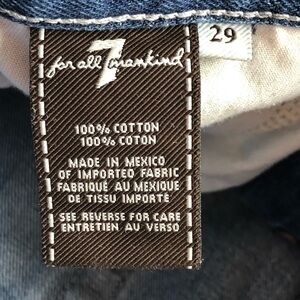 7
for all mankind
29
100% COTTON
100% COTON
MADE IN MEXICO
OF IMPORTED FABRIC
FABRIQUÉ AU MEXIQUE
DE TISSU IMPORTÉ
SEE REVERSE FOR CARE
ENTRETIEN AU VERSO